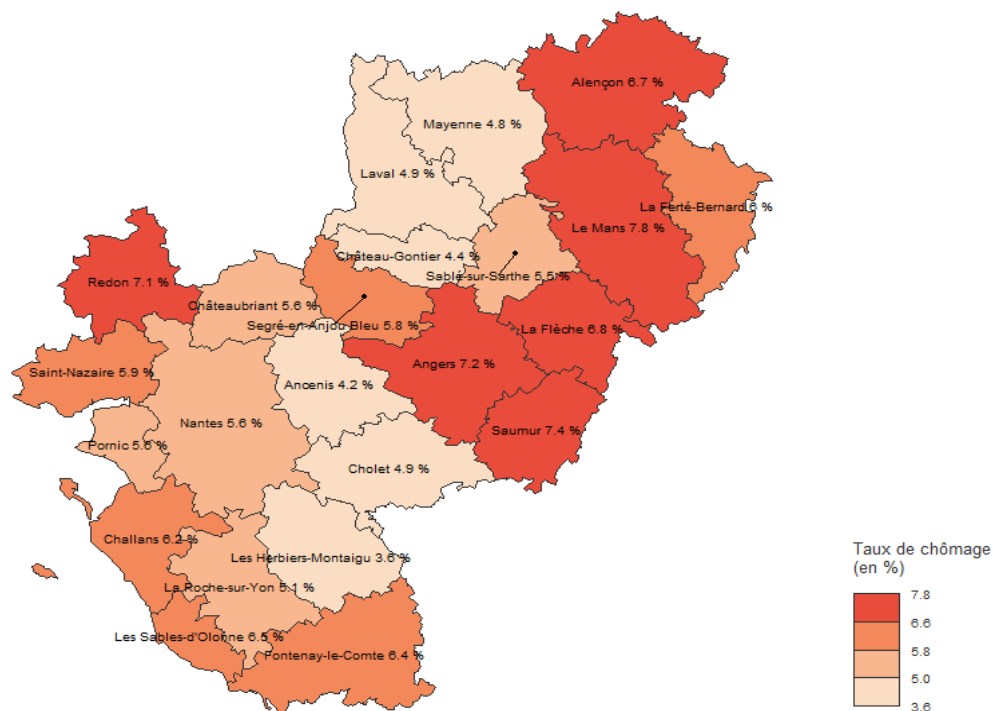 Alençon 6.7 %
Mayenne 4.8 %
Laval 4.9 %
La Ferté-Bernard 6 %
Le Mans 7.8 %
Château-Gontier 4.4 %
Sablé-sur-Sarthe 5.5 %
Redon 7.1 %
Châteaubriant 5.6 %
Segré-en-Anjou Bleu 5.8 %
La Flèche 6.8 %
Angers 7.2 %
Saint-Nazaire 5.9 %
Ancenis 4.2 %
Nantes 5.6 %
Saumur 7.4 %
Pornic 5.6 %
Cholet 4.9 %
Challans 6.2 %
Les Herbiers-Montaigu 3.6 %
La Roche-sur-Yon 5.1 %
Les Sables-d'Olonne 6.5 %
Fontenay-le-Comte 6.4 %
Taux de chômage
(en %)
7.8
6.6
5.8
5.0
3.6